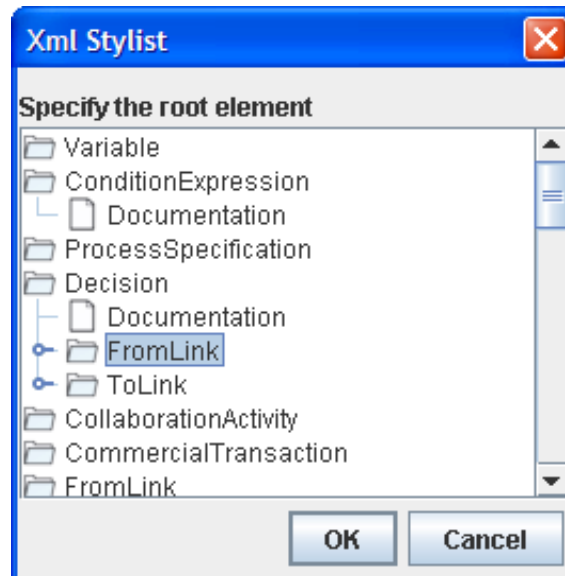 Xml Stylist
Specify the root element
Variable
ConditionExpression
Documentation
ProcessSpecification
Decision
Documentation
FromLink
ToLink
CollaborationActivity
CommercialTransaction
FromLink
OK Cancel